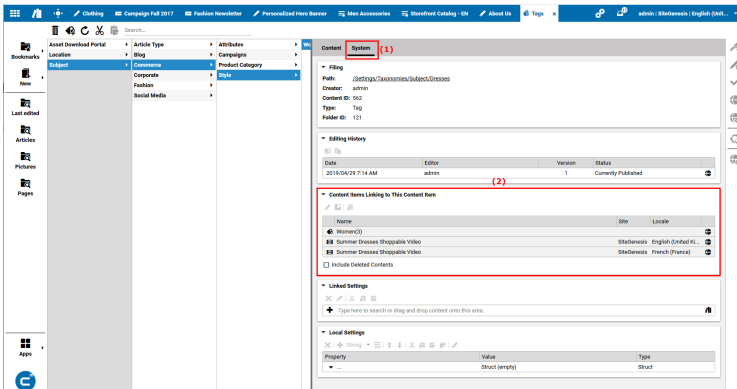 Clothing
Campaign Fall 2017
Fashion Newsletter
Personalized Hero Banner
Men Accessories
Storefront Catalog - EN
About Us
Tags
admin : SiteGenesis | English (Unit...
Search...
Bookmarks
New
Last edited
Articles
Pictures
Pages
Apps
Asset Download Portal
Location
Subject
Article Type
Blog
Commerce
Corporate
Fashion
Social Media
Attributes
Campaigns
Product Category
Style
Wo
Content System (1)
Filing
Path: /Settings/Taxonomies/Subject/Dresses
Creator: admin
Content ID: 562
Type: Tag
Folder ID: 121
Editing History
Date Editor Version Status
2019/04/29 7:14 AM admin 1 Currently Published
(2)
Content Items Linking to This Content Item
Name Site Locale
Women(3)
Summer Dresses Shoppable Video SiteGenesis English (United Ki...
Summer Dresses Shoppable Video SiteGenesis French (France)
Include Deleted Contents
Linked Settings
Type here to search or drag and drop content onto this area.
Local Settings
String
Property Value Type
... Struct (empty) Struct